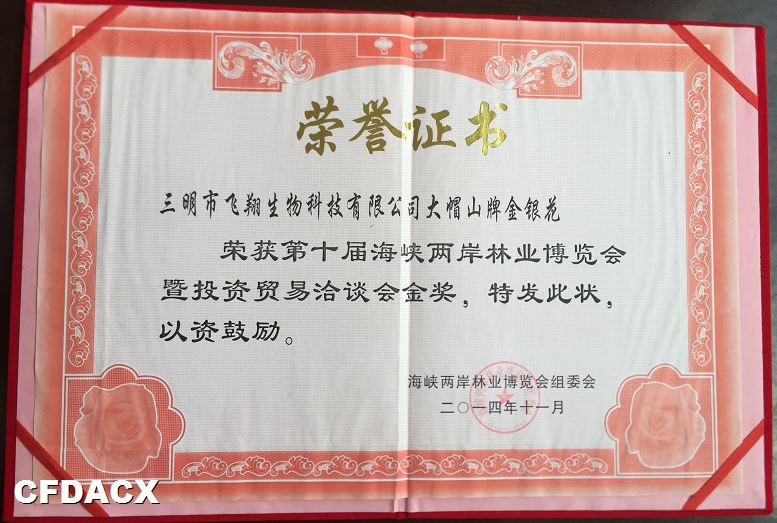 荣誉证书
三明市飞翔生物科技有限公司大帽山牌金银花
荣获第十届海峡两岸林业博览会
暨投资贸易洽谈会金奖，特发此状，
以资鼓励。
海峡两岸林业博览会组委会
二〇一四年十一月
CFDACX